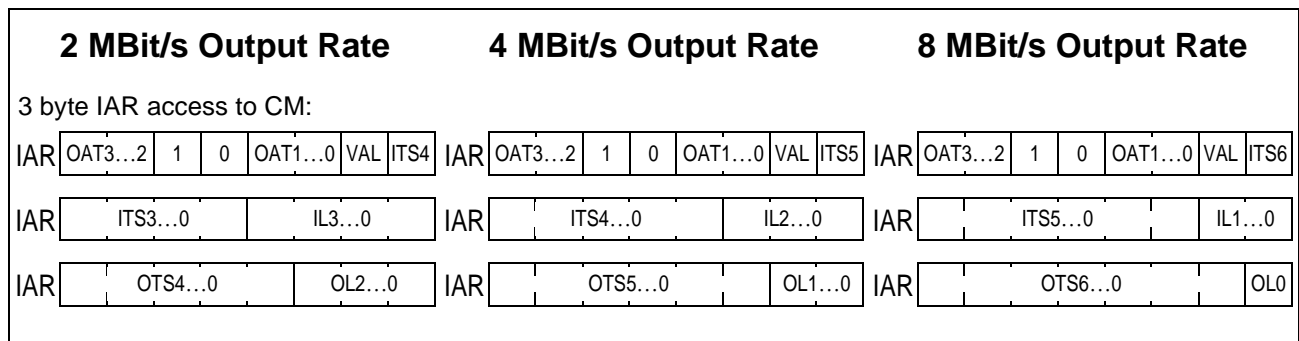 2 MBit/s Output Rate 4 MBit/s Output Rate 8 MBit/s Output Rate
3 byte IAR access to CM:
IAR OAT3…2 1 0 OAT1…0 VAL ITS4 IAR OAT3…2 1 0 OAT1…0 VAL ITS5 IAR OAT3…2 1 0 OAT1…0 VAL ITS6
IAR ITS3…0 IL3…0 IAR ITS4…0 IL2…0 IAR ITS5…0 IL1…0
IAR OTS4…0 OL2…0 IAR OTS5…0 OL1…0 IAR OTS6…0 OL0